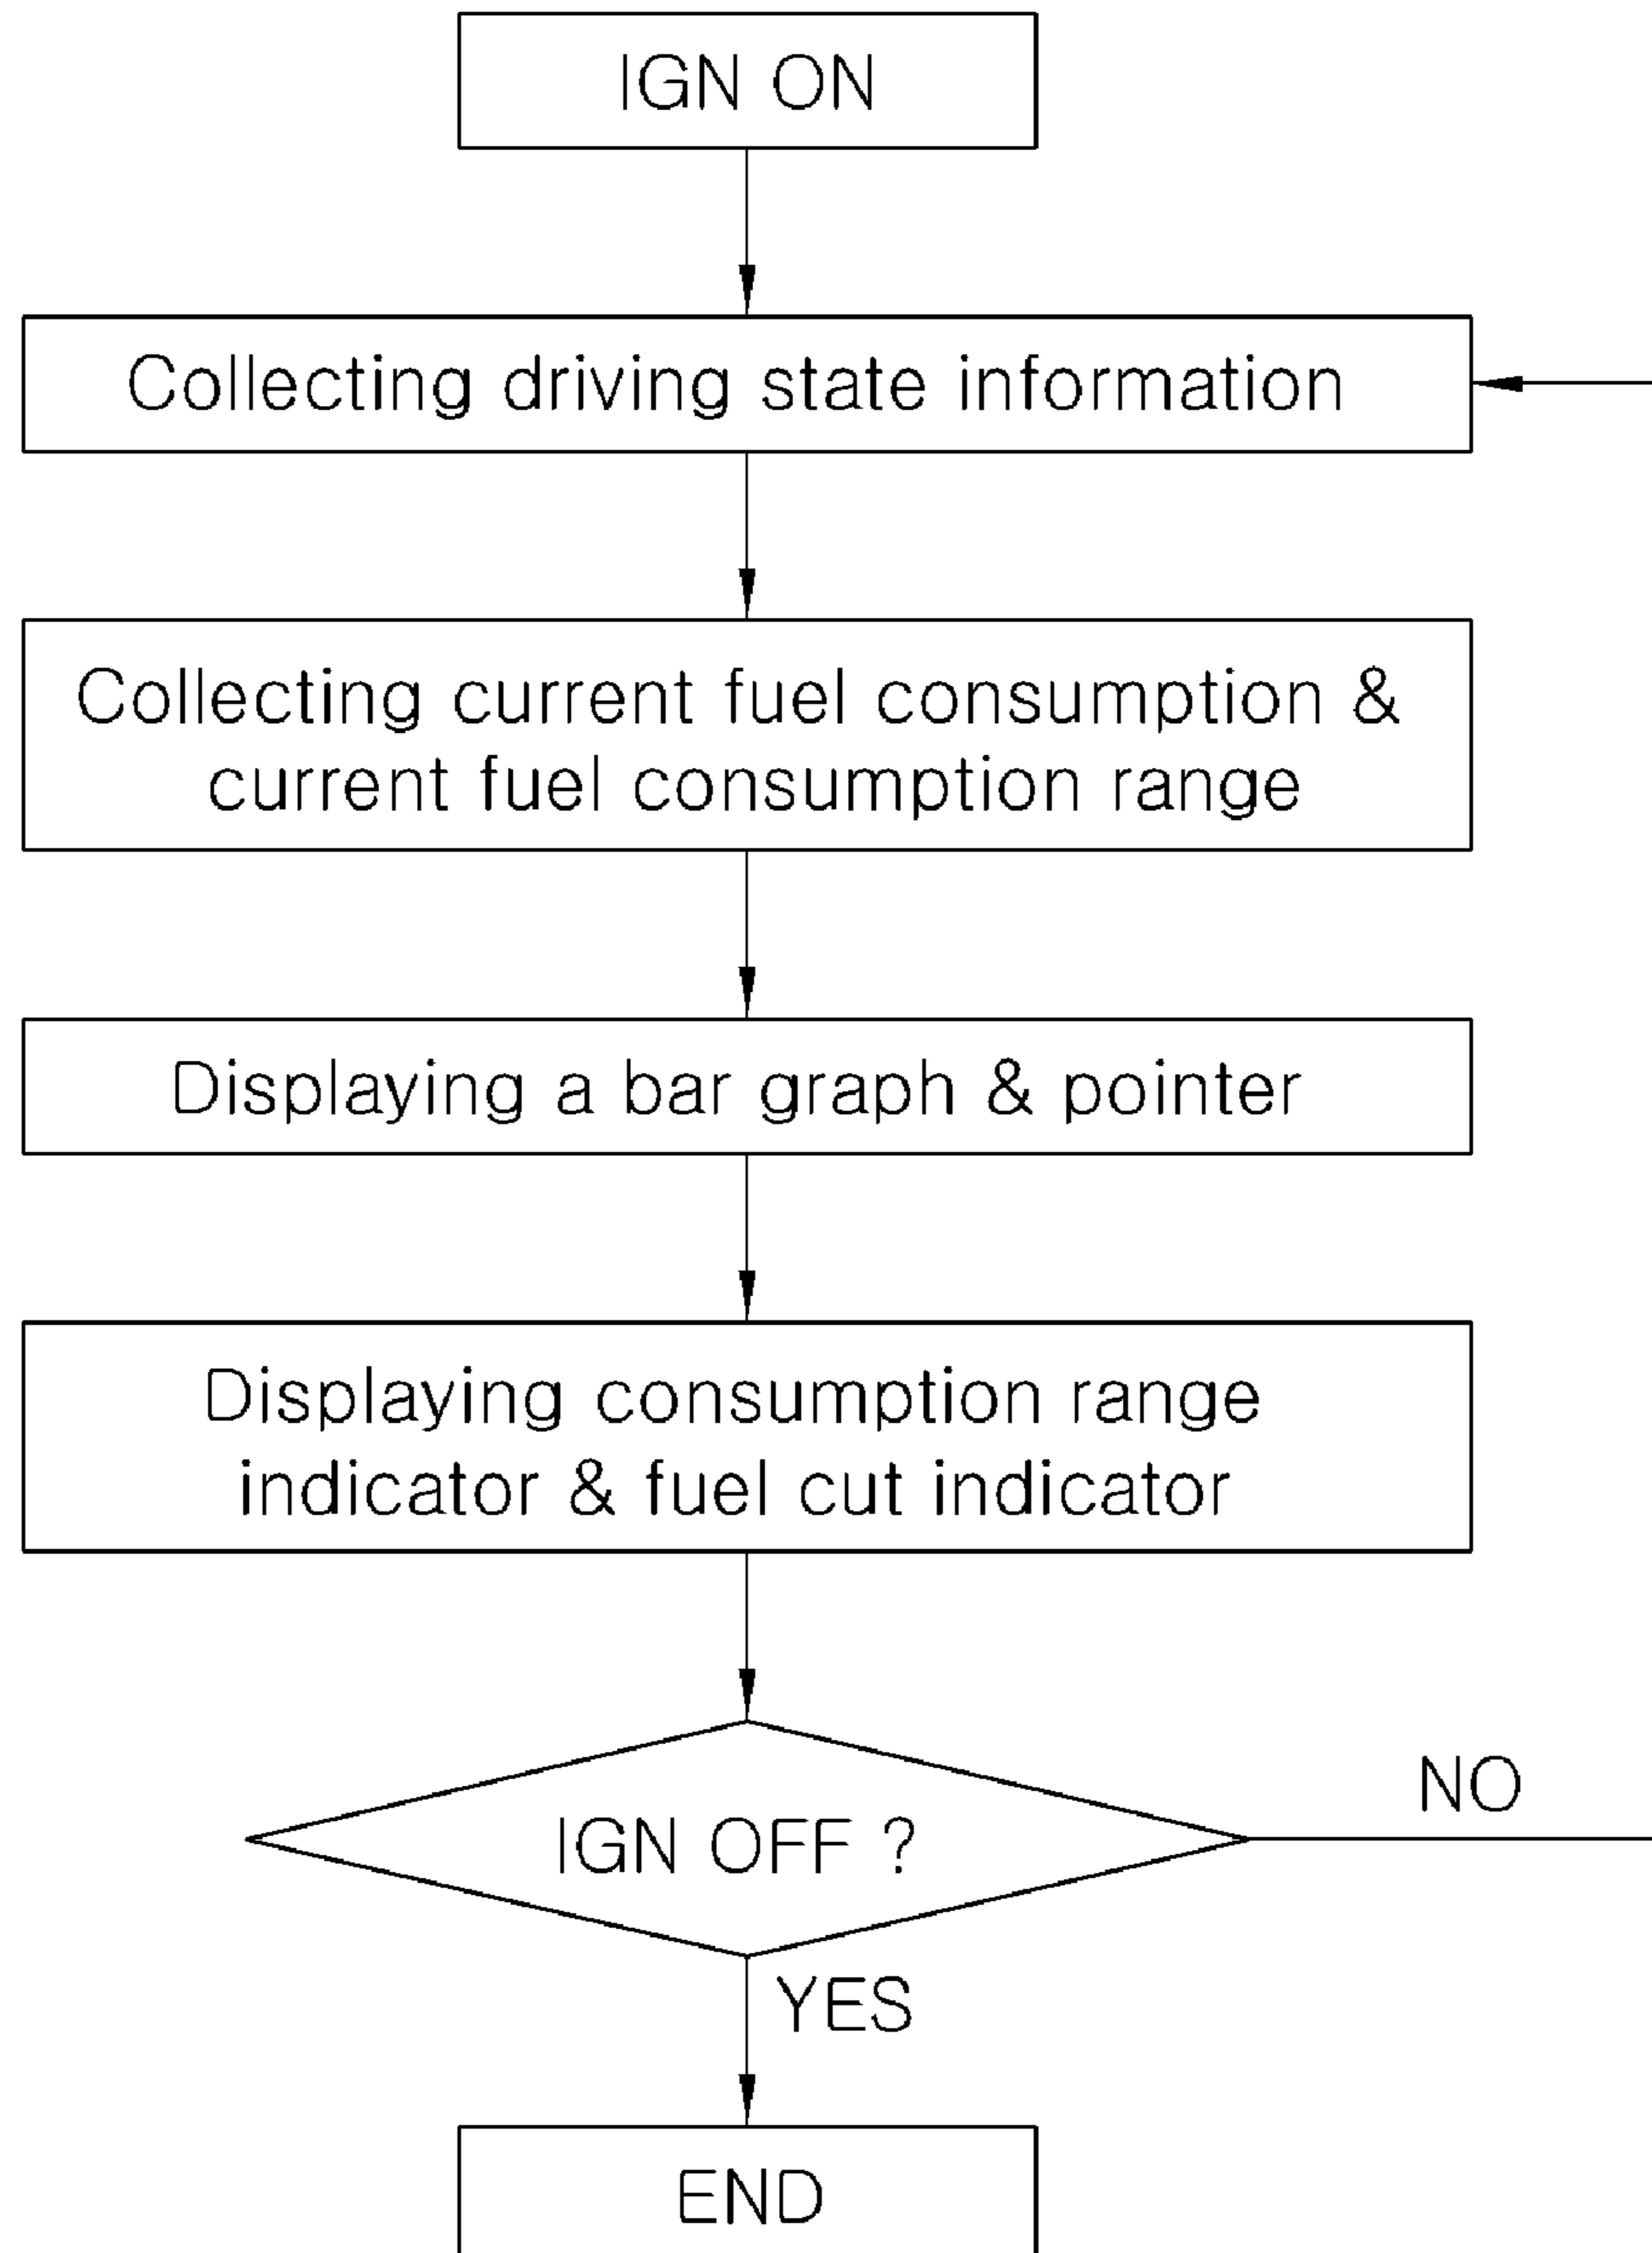 IGN ON
Collecting driving state information
Collecting current fuel consumption &
current fuel consumption range
Displaying a bar graph & pointer
Displaying consumption range
indicator & fuel cut indicator
IGN OFF ?
NO
YES
END